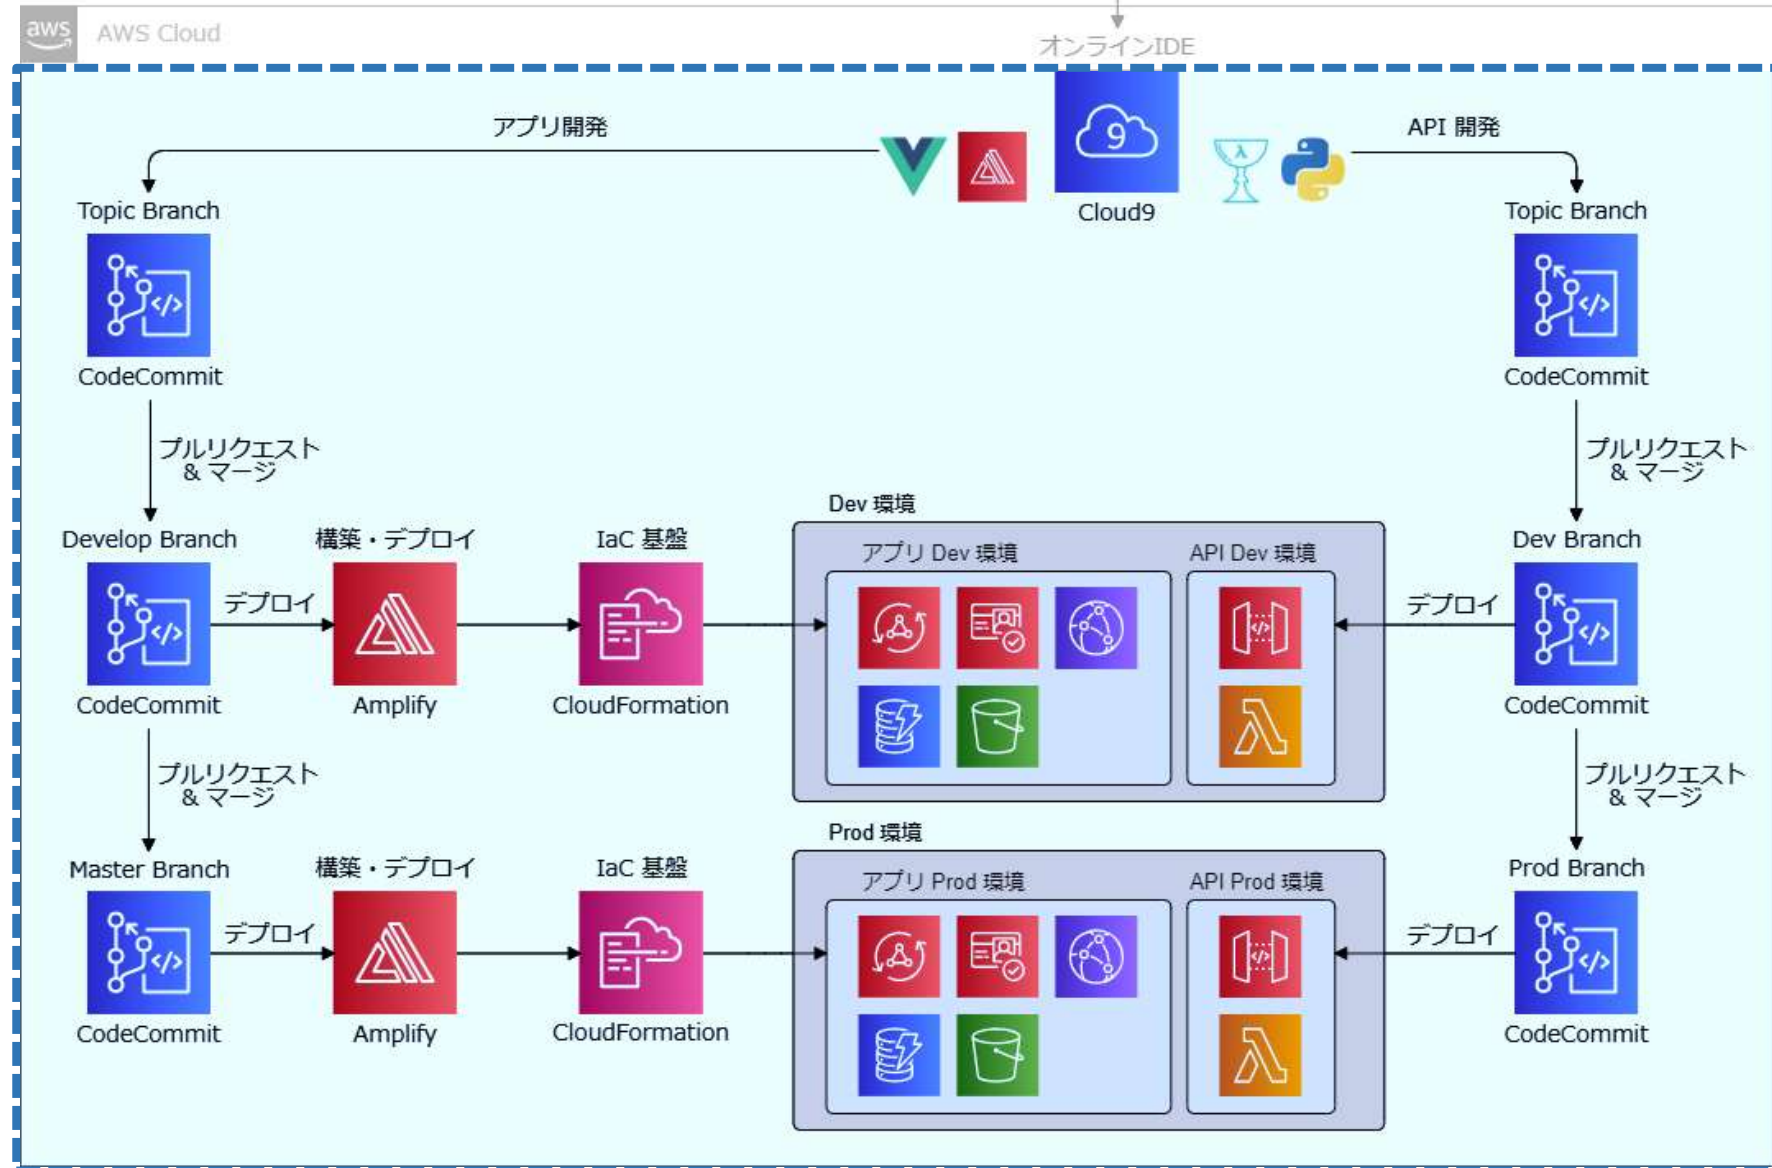 aws
AWS Cloud
オンラインIDE
9
Cloud9
アプリ開発
API 開発
λ
Topic Branch
</>
CodeCommit
Topic Branch
</>
CodeCommit
プルリクエスト
& マージ
プルリクエスト
& マージ
Develop Branch
</>
CodeCommit
デプロイ
構築・デプロイ
Amplify
IaC 基盤
CloudFormation
Dev 環境
アプリ Dev 環境
API Dev 環境
</>
デプロイ
Dev Branch
</>
CodeCommit
プルリクエスト
& マージ
プルリクエスト
& マージ
Master Branch
</>
CodeCommit
デプロイ
構築・デプロイ
Amplify
IaC 基盤
CloudFormation
Prod 環境
アプリ Prod 環境
API Prod 環境
</>
デプロイ
Prod Branch
</>
CodeCommit